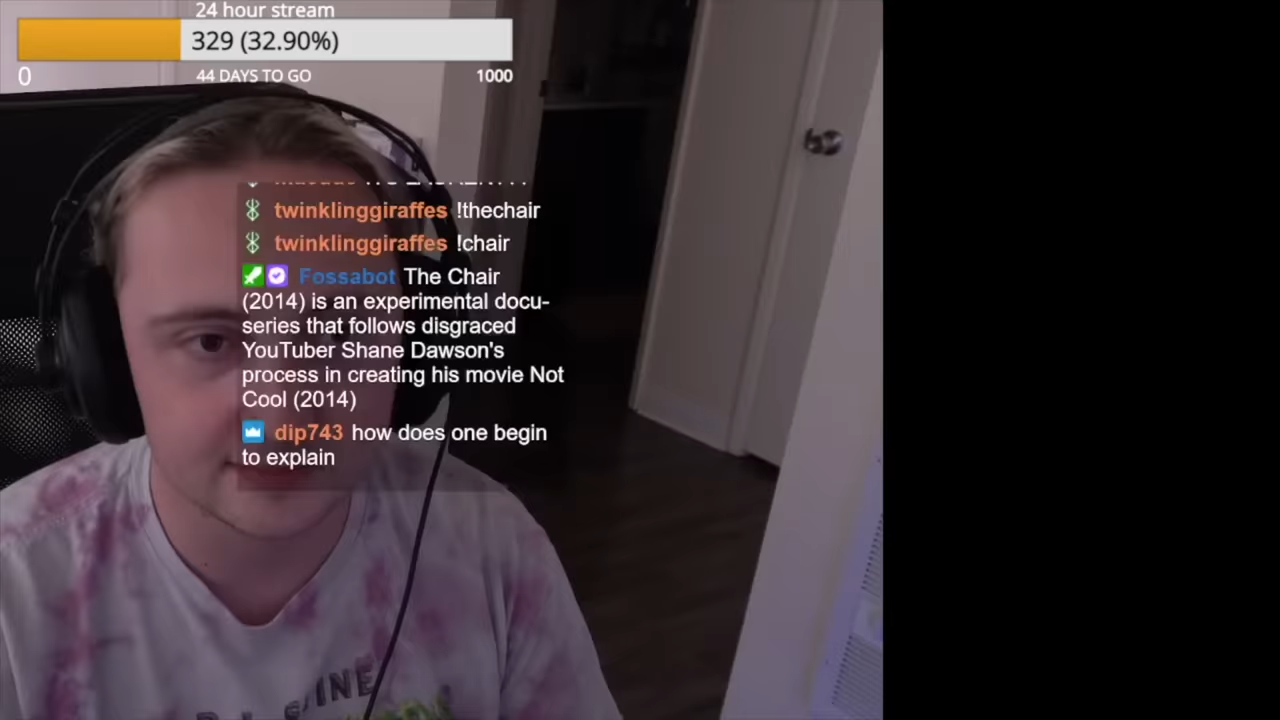 24 hour stream
329 (32.90%)
0
44 DAYS TO GO
1000
twinklinggiraffes !thechair
twinklinggiraffes !chair
Fossabot The Chair
(2014) is an experimental docu-
series that follows disgraced
YouTuber Shane Dawson's
process in creating his movie Not
Cool (2014)
dip743 how does one begin
to explain